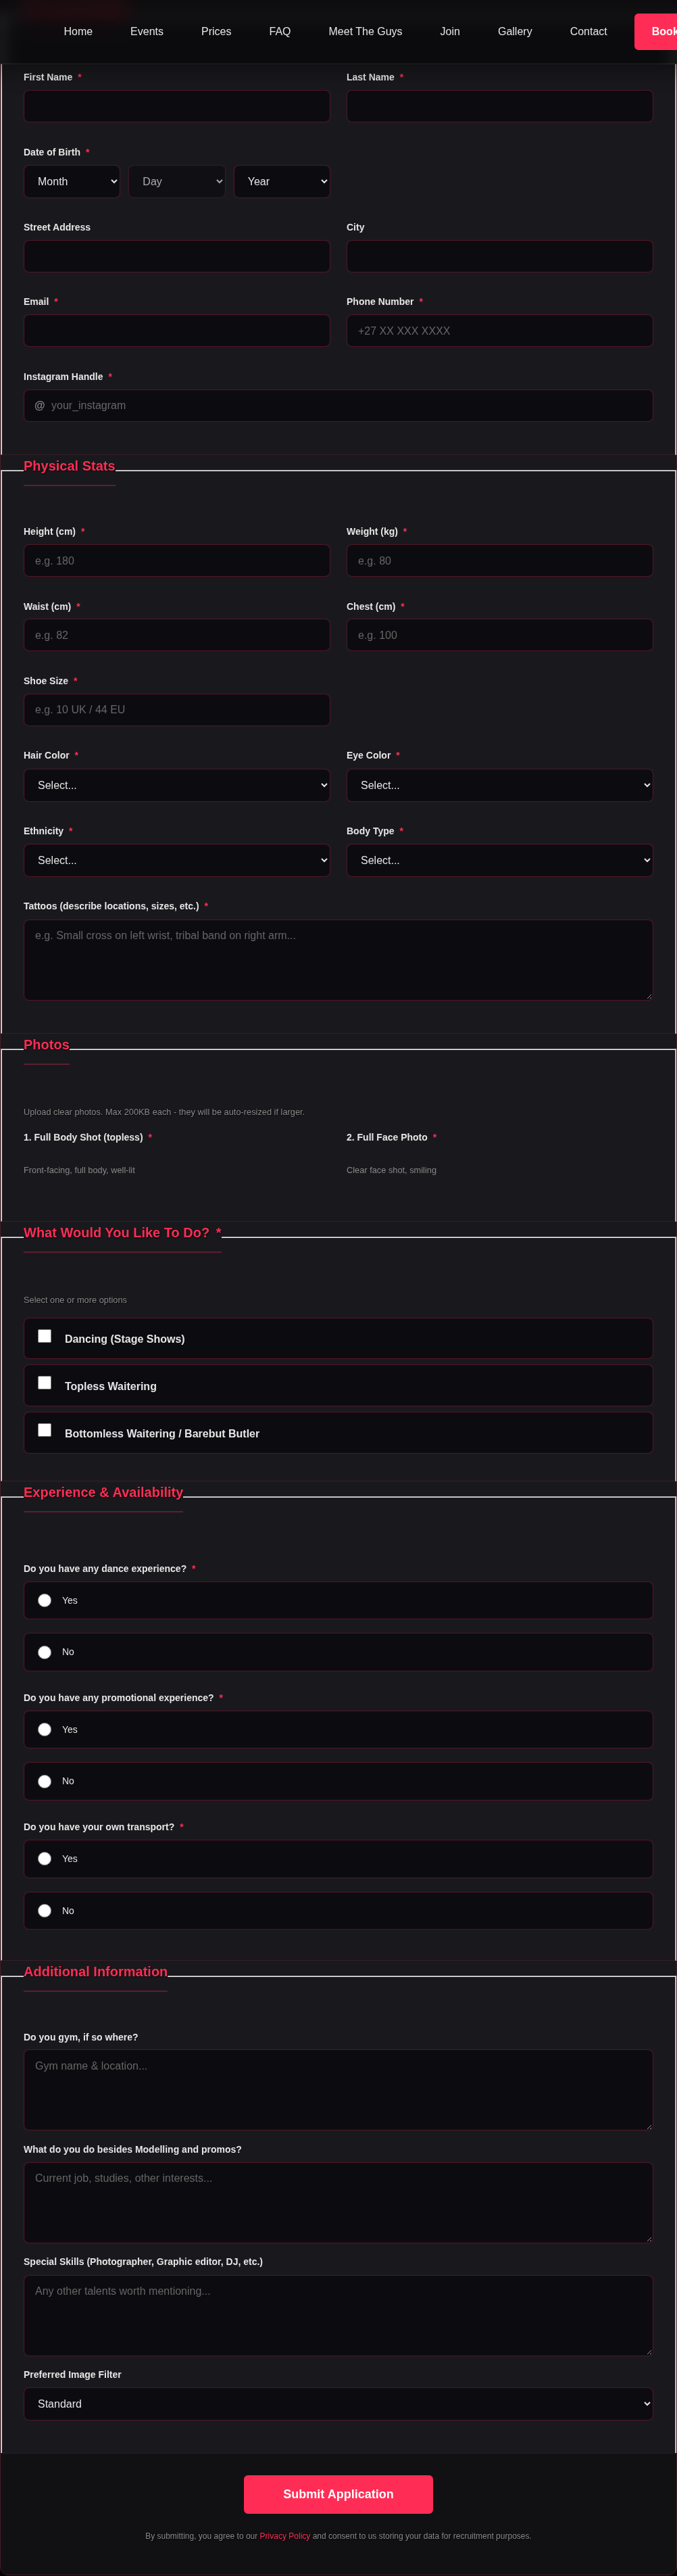 Home Events Prices FAQ Meet The Guys Join Gallery Contact Book
First Name * Last Name *
Date of Birth *
Month Day Year
Street Address City
Email * Phone Number *
+27 XX XXX XXXX
Instagram Handle *
@ your_instagram
Physical Stats
Height (cm) * Weight (kg) *
e.g. 180 e.g. 80
Waist (cm) * Chest (cm) *
e.g. 82 e.g. 100
Shoe Size *
e.g. 10 UK / 44 EU
Hair Color * Eye Color *
Select... Select...
Ethnicity * Body Type *
Select... Select...
Tattoos (describe locations, sizes, etc.) *
e.g. Small cross on left wrist, tribal band on right arm...
Photos
Upload clear photos. Max 200KB each - they will be auto-resized if larger.
1. Full Body Shot (topless) * 2. Full Face Photo *
Front-facing, full body, well-lit Clear face shot, smiling
What Would You Like To Do? *
Select one or more options
Dancing (Stage Shows)
Topless Waitering
Bottomless Waitering / Barebut Butler
Experience & Availability
Do you have any dance experience? *
Yes
No
Do you have any promotional experience? *
Yes
No
Do you have your own transport? *
Yes
No
Additional Information
Do you gym, if so where?
Gym name & location...
What do you do besides Modelling and promos?
Current job, studies, other interests...
Special Skills (Photographer, Graphic editor, DJ, etc.)
Any other talents worth mentioning...
Preferred Image Filter
Standard
Submit Application
By submitting, you agree to our Privacy Policy and consent to us storing your data for recruitment purposes.